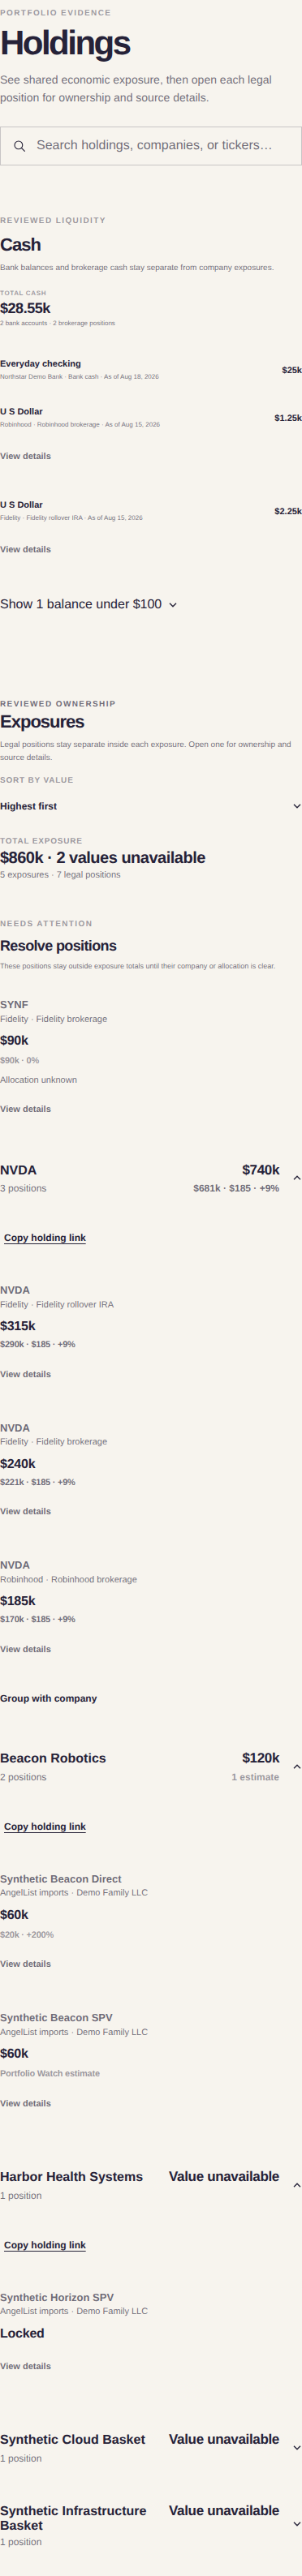 PORTFOLIO EVIDENCE
Holdings
See shared economic exposure, then open each legal
position for ownership and source details.
Search holdings, companies, or tickers…
REVIEWED LIQUIDITY
Cash
Bank balances and brokerage cash stay separate from company exposures.
TOTAL CASH
$28.55k
2 bank accounts · 2 brokerage positions
Everyday checking
$25k
Northstar Demo Bank · Bank cash · As of Aug 18, 2026
U S Dollar
$1.25k
Robinhood · Robinhood brokerage · As of Aug 15, 2026
View details
U S Dollar
$2.25k
Fidelity · Fidelity rollover IRA · As of Aug 15, 2026
View details
Show 1 balance under $100
REVIEWED OWNERSHIP
Exposures
Legal positions stay separate inside each exposure. Open one for ownership and
source details.
SORT BY VALUE
Highest first
TOTAL EXPOSURE
$860k · 2 values unavailable
5 exposures · 7 legal positions
NEEDS ATTENTION
Resolve positions
These positions stay outside exposure totals until their company or allocation is clear.
SYNF
Fidelity · Fidelity brokerage
$90k
$90k · 0%
Allocation unknown
View details
NVDA $740k
3 positions $681k · $185 · +9%
Copy holding link
NVDA
Fidelity · Fidelity rollover IRA
$315k
$290k · $185 · +9%
View details
NVDA
Fidelity · Fidelity brokerage
$240k
$221k · $185 · +9%
View details
NVDA
Robinhood · Robinhood brokerage
$185k
$170k · $185 · +9%
View details
Group with company
Beacon Robotics $120k
2 positions 1 estimate
Copy holding link
Synthetic Beacon Direct
AngelList imports · Demo Family LLC
$60k
$20k · +200%
View details
Synthetic Beacon SPV
AngelList imports · Demo Family LLC
$60k
Portfolio Watch estimate
View details
Harbor Health Systems Value unavailable
1 position
Copy holding link
Synthetic Horizon SPV
AngelList imports · Demo Family LLC
Locked
View details
Synthetic Cloud Basket Value unavailable
1 position
Synthetic Infrastructure Value unavailable
Basket
1 position